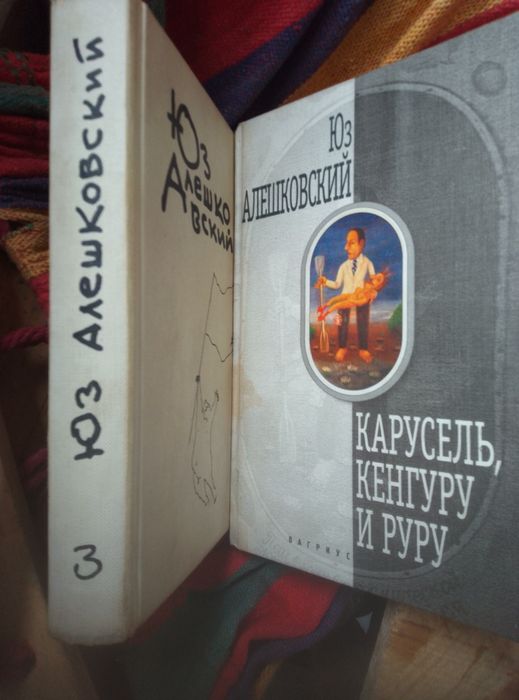 Юз Алешковский
3
Юз
Алешко
вский
Юз
АЛЕШКОВСКИЙ
КАРУСЕЛЬ,
КЕНГУРУ
И РУРУ
ВАГРИУС